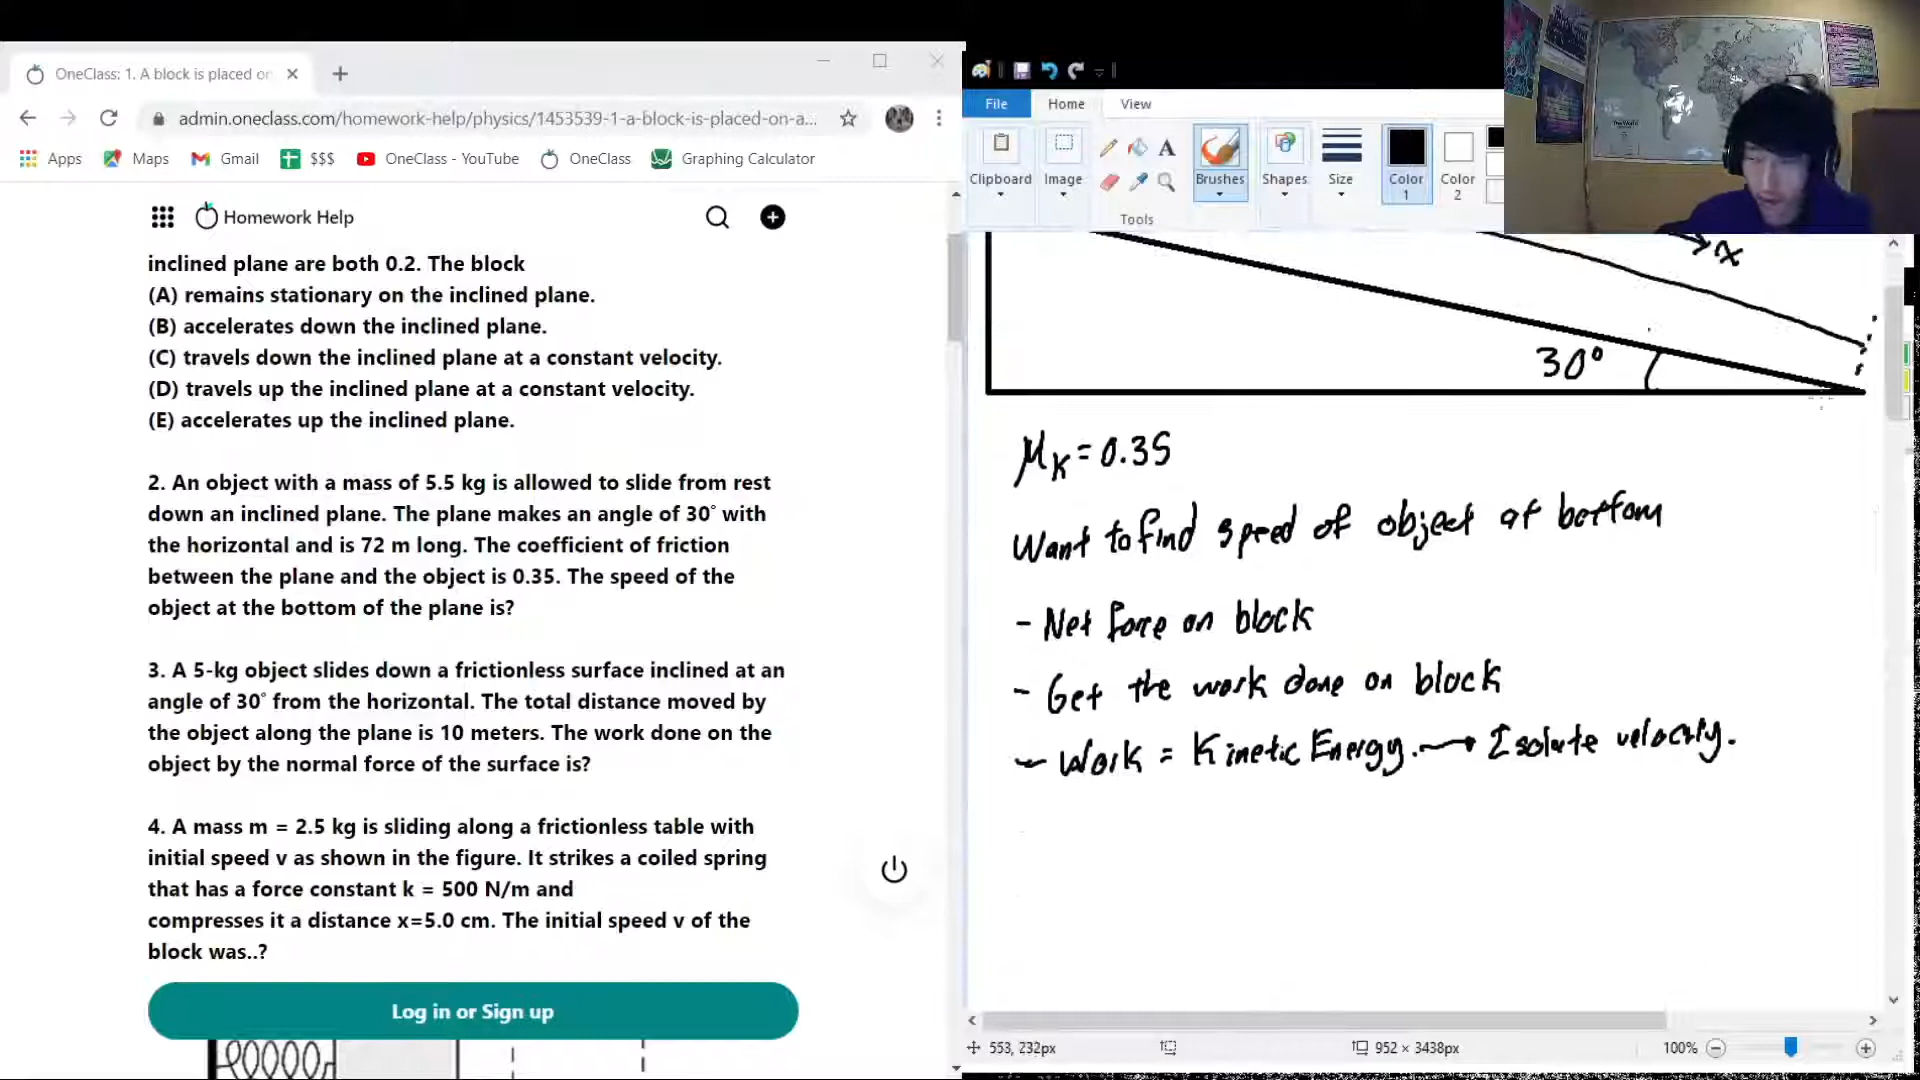 OneClass: 1. A block is placed or
admin.oneclass.com/homework-help/physics/1453539-1-a-block-is-placed-on-a...
Apps Maps Gmail $$$ OneClass - YouTube OneClass Graphing Calculator
Homework Help
inclined plane are both 0.2. The block
(A) remains stationary on the inclined plane.
(B) accelerates down the inclined plane.
(C) travels down the inclined plane at a constant velocity.
(D) travels up the inclined plane at a constant velocity.
(E) accelerates up the inclined plane.
2. An object with a mass of 5.5 kg is allowed to slide from rest
down an inclined plane. The plane makes an angle of 30° with
the horizontal and is 72 m long. The coefficient of friction
between the plane and the object is 0.35. The speed of the
object at the bottom of the plane is?
3. A 5-kg object slides down a frictionless surface inclined at an
angle of 30° from the horizontal. The total distance moved by
the object along the plane is 10 meters. The work done on the
object by the normal force of the surface is?
4. A mass m = 2.5 kg is sliding along a frictionless table with
initial speed v as shown in the figure. It strikes a coiled spring
that has a force constant k = 500 N/m and
compresses it a distance x=5.0 cm. The initial speed v of the
block was..?
Log in or Sign up
File Home View
Clipboard Image Brushes Shapes Size Color 1 Color 2
Tools
x
30°
μk = 0.35
Want to find speed of object at bottom
- Net force on block
- Get the work done on block
- Work = Kinetic Energy. → Isolate velocity.
553, 232px 952 × 3438px 100%